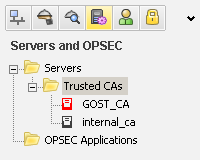 Servers and OPSEC
Servers
Trusted CAs
GOST_CA
internal_ca
OPSEC Applications